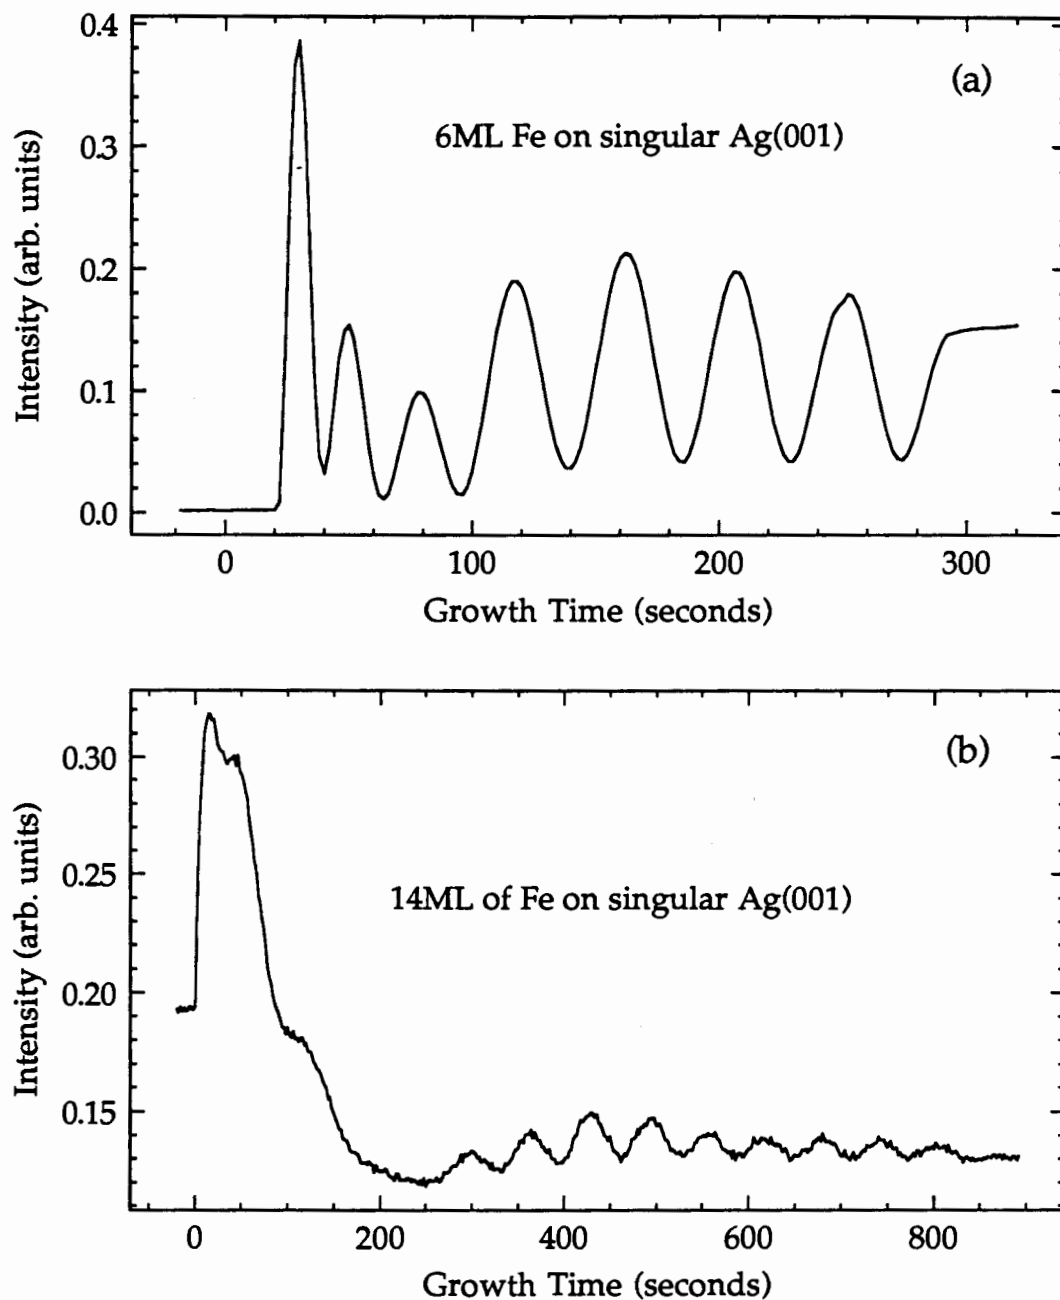 0.4
(a)
6ML Fe on singular Ag(001)
0.3
0.2
0.1
0.0
Intensity (arb. units)
0 100 200 300
Growth Time (seconds)
(b)
0.30
0.25
14ML of Fe on singular Ag(001)
0.20
0.15
Intensity (arb. units)
0 200 400 600 800
Growth Time (seconds)